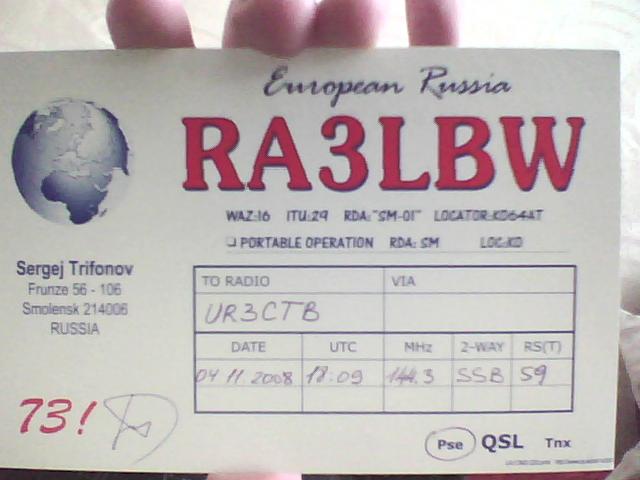 European Russia
RA3LBW
WAZ:16 ITU:29 RDA:"SM-01" LOCATOR:KO64AT
PORTABLE OPERATION RDA: SM LOC:KO
Sergej Trifonov
Frunze 56 - 106
Smolensk 214006
RUSSIA
TO RADIO VIA
UR3CTB
DATE UTC MHz 2-WAY RS(T)
04 11. 2008 18:09 144.3 SSB 59
73!
Pse QSL Tnx